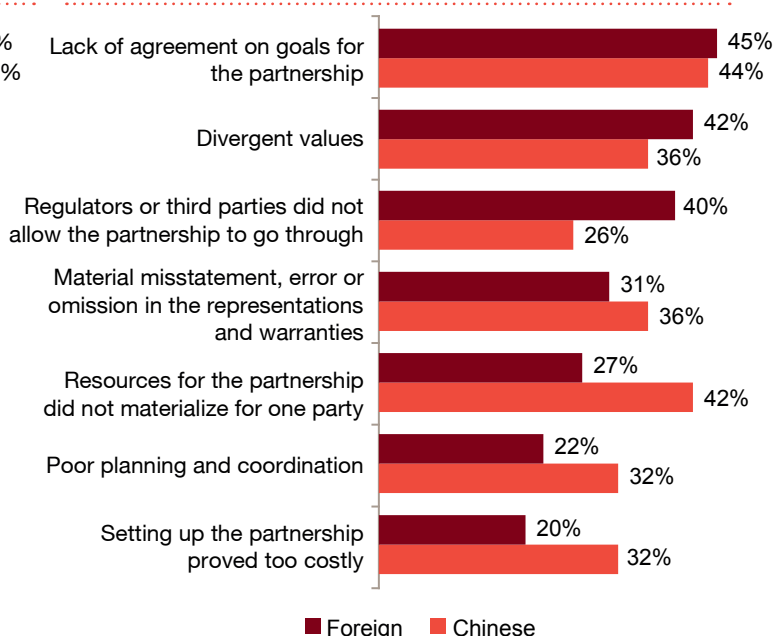 %
%
Lack of agreement on goals for
the partnership
45%
44%
Divergent values
42%
36%
Regulators or third parties did not
allow the partnership to go through
40%
26%
Material misstatement, error or
omission in the representations
and warranties
31%
36%
Resources for the partnership
did not materialize for one party
27%
42%
Poor planning and coordination
22%
32%
Setting up the partnership
proved too costly
20%
32%
Foreign Chinese